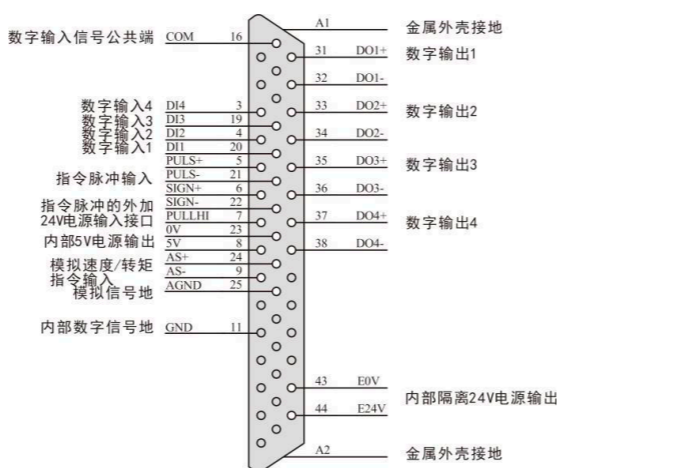 A1 金属外壳接地
数字输入信号公共端 COM 16
31 DO1+ 数字输出1
32 DO1-
数字输入4 DI4 3
33 DO2+ 数字输出2
数字输入3 DI3 19
数字输入2 DI2 4
34 DO2-
数字输入1 DI1 20
PULS+ 5
35 DO3+ 数字输出3
指令脉冲输入 PULS- 21
SIGN+ 6
36 DO3-
SIGN- 22
指令脉冲的外加
24V电源输入接口 PULLHI 7
37 DO4+ 数字输出4
0V 23
内部5V电源输出 5V 8
38 DO4-
AS+ 24
模拟速度/转矩
AS- 9
指令输入
AGND 25
模拟信号地
内部数字信号地 GND 11
43 E0V
内部隔离24V电源输出
44 E24V
A2 金属外壳接地